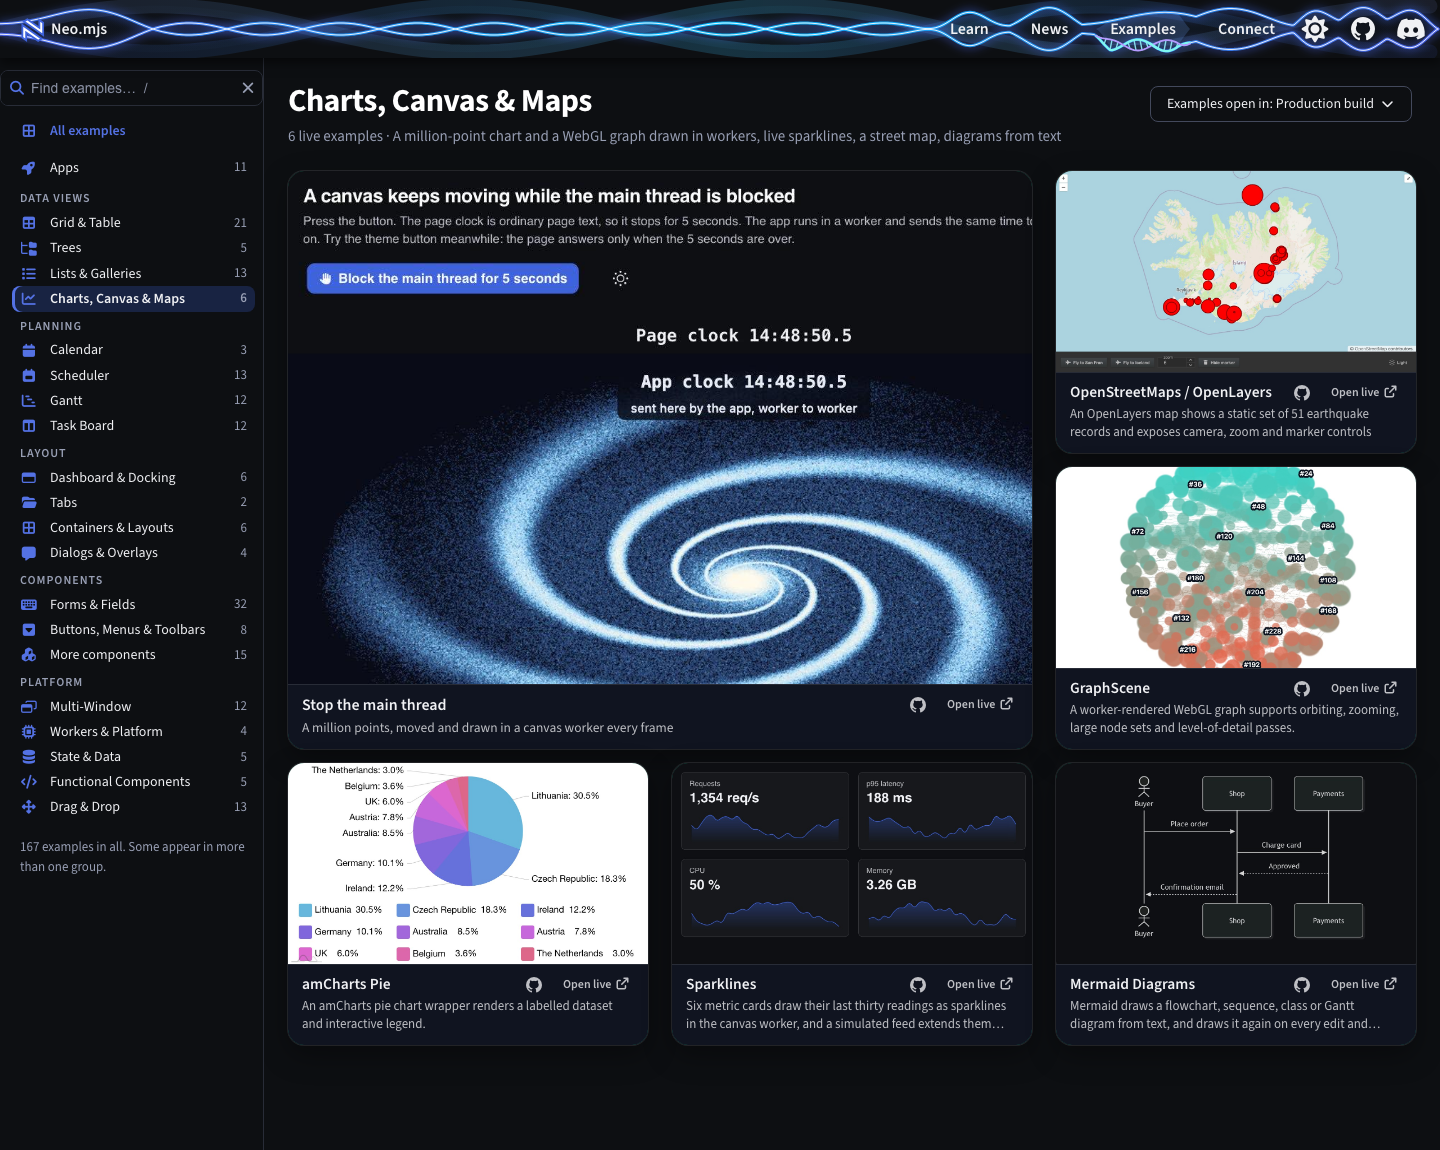 Neo.mjs
Learn
News
Examples
Connect
Find examples… /
All examples
Apps 11
DATA VIEWS
Grid & Table 21
Trees 5
Lists & Galleries 13
Charts, Canvas & Maps 6
PLANNING
Calendar 3
Scheduler 13
Gantt 12
Task Board 12
LAYOUT
Dashboard & Docking 6
Tabs 2
Containers & Layouts 6
Dialogs & Overlays 4
COMPONENTS
Forms & Fields 32
Buttons, Menus & Toolbars 8
More components 15
PLATFORM
Multi-Window 12
Workers & Platform 4
State & Data 5
Functional Components 5
Drag & Drop 13
167 examples in all. Some appear in more
than one group.
Charts, Canvas & Maps
6 live examples · A million-point chart and a WebGL graph drawn in workers, live sparklines, a street map, diagrams from text
Examples open in: Production build
A canvas keeps moving while the main thread is blocked
Press the button. The page clock is ordinary page text, so it stops for 5 seconds. The app runs in a worker and sends the same time to
on. Try the theme button meanwhile: the page answers only when the 5 seconds are over.
Block the main thread for 5 seconds
Page clock 14:48:50.5
App clock 14:48:50.5
sent here by the app, worker to worker
Stop the main thread
Open live
A million points, moved and drawn in a canvas worker every frame
© OpenStreetMap contributors.
OpenStreetMaps / OpenLayers
Open live
An OpenLayers map shows a static set of 51 earthquake
records and exposes camera, zoom and marker controls
#24
#36
#48
#84
#72
#120
#144
#180
#108
#156
#204
#168
#132
#228
#216
#192
GraphScene
Open live
A worker-rendered WebGL graph supports orbiting, zooming,
large node sets and level-of-detail passes.
The Netherlands: 3.0%
Belgium: 3.6%
UK: 6.0%
Austria: 7.8%
Australia: 8.5%
Germany: 10.1%
Ireland: 12.2%
Lithuania: 30.5%
Czech Republic: 18.3%
Lithuania 30.5%
Czech Republic 18.3%
Ireland 12.2%
Germany 10.1%
Australia 8.5%
Austria 7.8%
UK 6.0%
Belgium 3.6%
The Netherlands 3.0%
amCharts Pie
Open live
An amCharts pie chart wrapper renders a labelled dataset
and interactive legend.
Requests
1,354 req/s
p95 latency
188 ms
CPU
50 %
Memory
3.26 GB
Sparklines
Open live
Six metric cards draw their last thirty readings as sparklines
in the canvas worker, and a simulated feed extends them…
Buyer
Shop
Payments
Place order
Charge card
Approved
Confirmation email
Buyer
Shop
Payments
Mermaid Diagrams
Open live
Mermaid draws a flowchart, sequence, class or Gantt
diagram from text, and draws it again on every edit and…